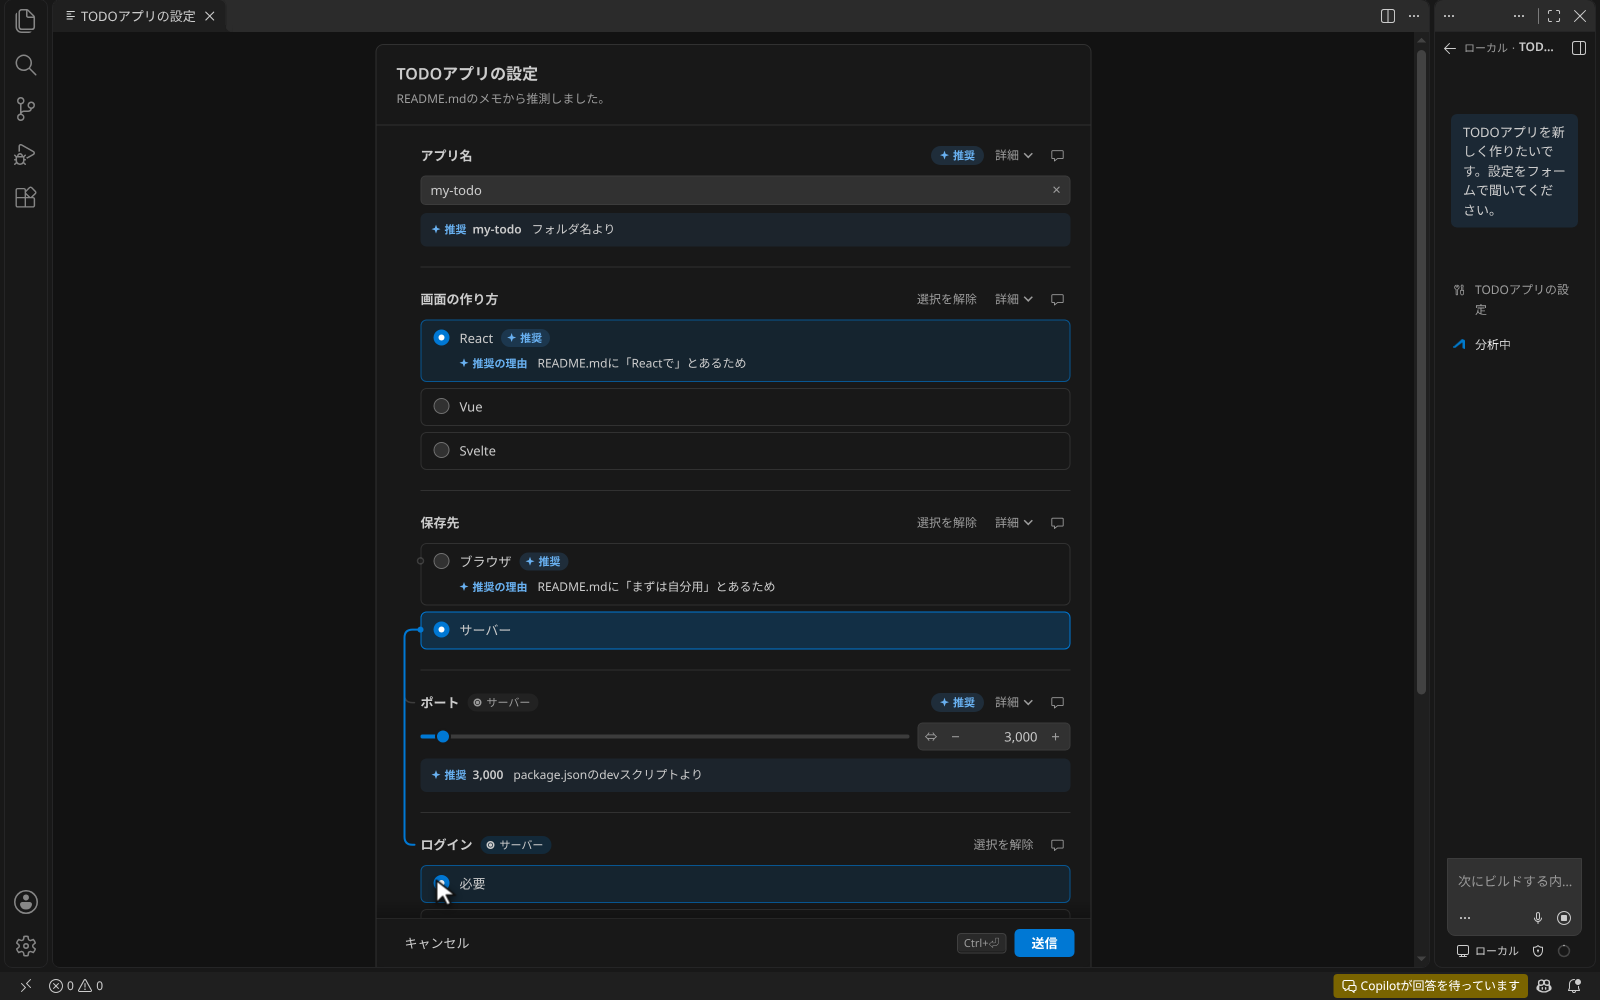 TODOアプリの設定
ローカル · TOD...
TODOアプリの設定
README.mdのメモから推測しました。
アプリ名
推奨
詳細
my-todo
推奨 my-todo フォルダ名より
画面の作り方
選択を解除
詳細
React
推奨
推奨の理由 README.mdに「Reactで」とあるため
Vue
Svelte
保存先
選択を解除
詳細
ブラウザ
推奨
推奨の理由 README.mdに「まずは自分用」とあるため
サーバー
ポート
サーバー
推奨
詳細
3,000
推奨 3,000 package.jsonのdevスクリプトより
ログイン
サーバー
選択を解除
必要
キャンセル
Ctrl+⏎
送信
TODOアプリを新
しく作りたいで
す。設定をフォー
ムで聞いてくだ
さい。
TODOアプリの設
定
分析中
次にビルドする内...
ローカル
0
0
Copilotが回答を待っています